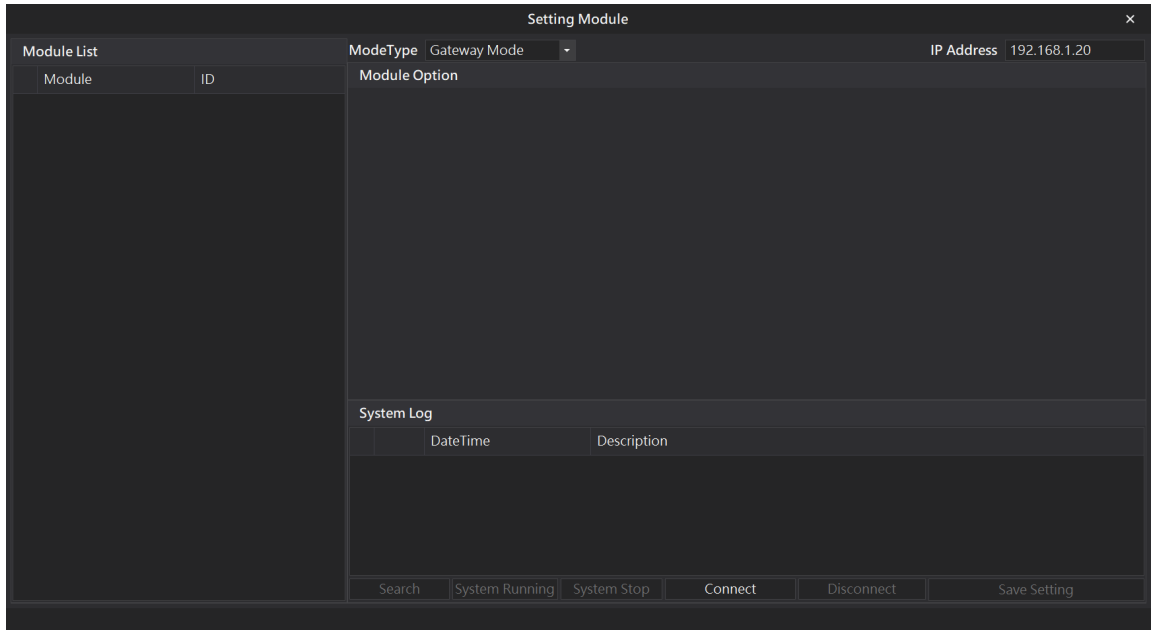 Setting Module ×
Module List
Module ID
ModeType Gateway Mode IP Address 192.168.1.20
Module Option
System Log
DateTime Description
Search System Running System Stop Connect Disconnect Save Setting